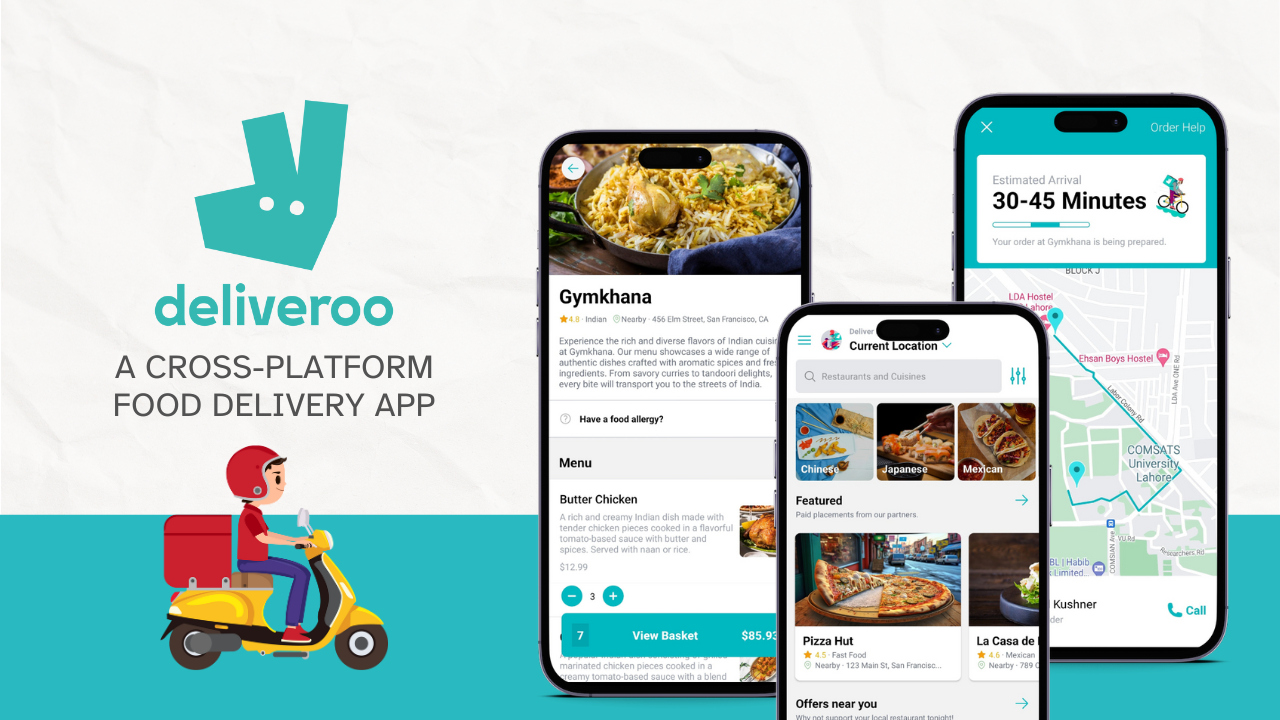 deliveroo
A CROSS-PLATFORM
FOOD DELIVERY APP
Gymkhana
4.8 · Indian Nearby · 456 Elm Street, San Francisco, CA
Experience the rich and diverse flavors of Indian
at Gymkhana. Our menu showcases a wide range of
authentic dishes crafted with aromatic spices and
ingredients. From savory curries to tandoori delights,
every bite will transport you to the streets of India.
Have a food allergy?
Menu
Butter Chicken
A rich and creamy Indian dish made with
tender chicken pieces cooked in a flavorful
tomato-based sauce with butter and
spices. Served with naan or rice.
$12.99
3
7 View Basket $85.93
marinated chicken pieces cooked in a
creamy tomato-based sauce with a blend
Deliver
Current Location
Restaurants and Cuisines
Chinese
Japanese
Mexican
Featured
Paid placements from our partners.
Pizza Hut
4.5 · Fast Food
Nearby · 123 Main St, San Francisc...
La Casa de
4.6 · Mexican
Nearby · 789
Offers near you
Why not support your local restaurant tonight!
Order Help
Estimated Arrival
30-45 Minutes
Your order at Gymkhana is being prepared.
BLOCK J
LDA Hostel
Lahore
Ehsan Boys Hostel
LDA Ave ONE Rd
Labor Colony Rd
COMSATS
University
Lahore
VU Rd
COMSIAN Ave
Researchers Rd
BL | Habib
Limited...
Kushner
der
Call